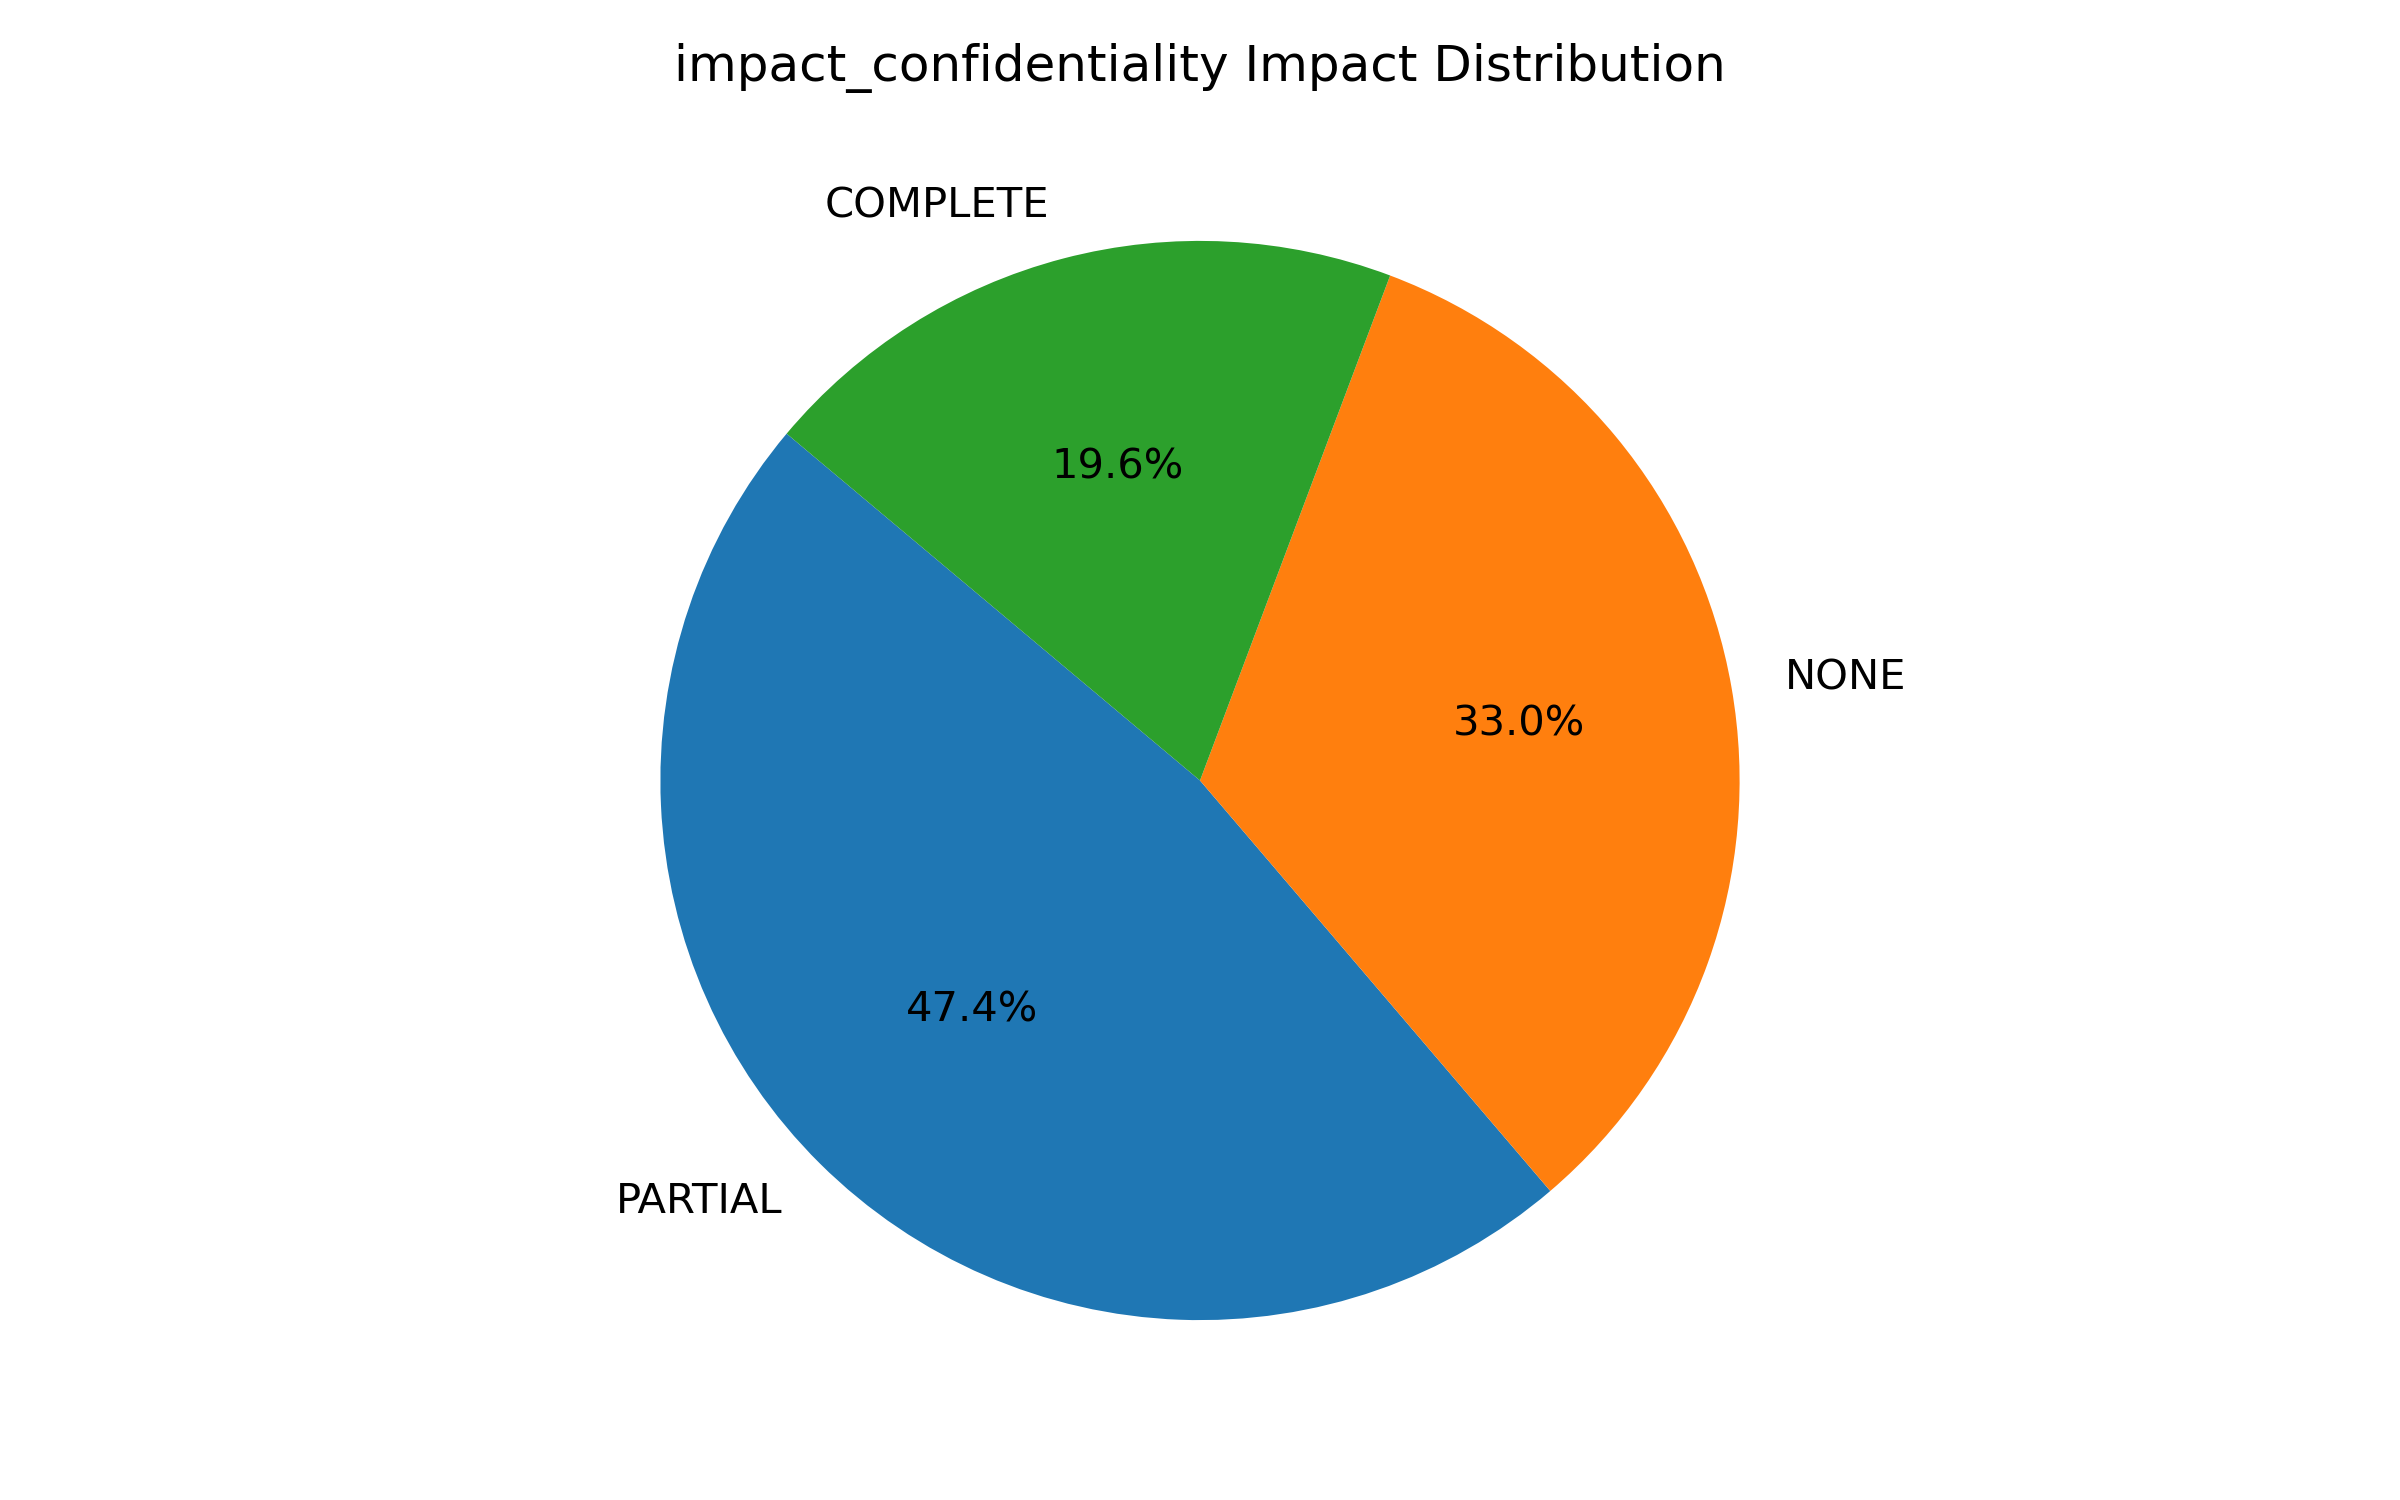 impact_confidentiality Impact Distribution
COMPLETE
19.6%
NONE
33.0%
47.4%
PARTIAL